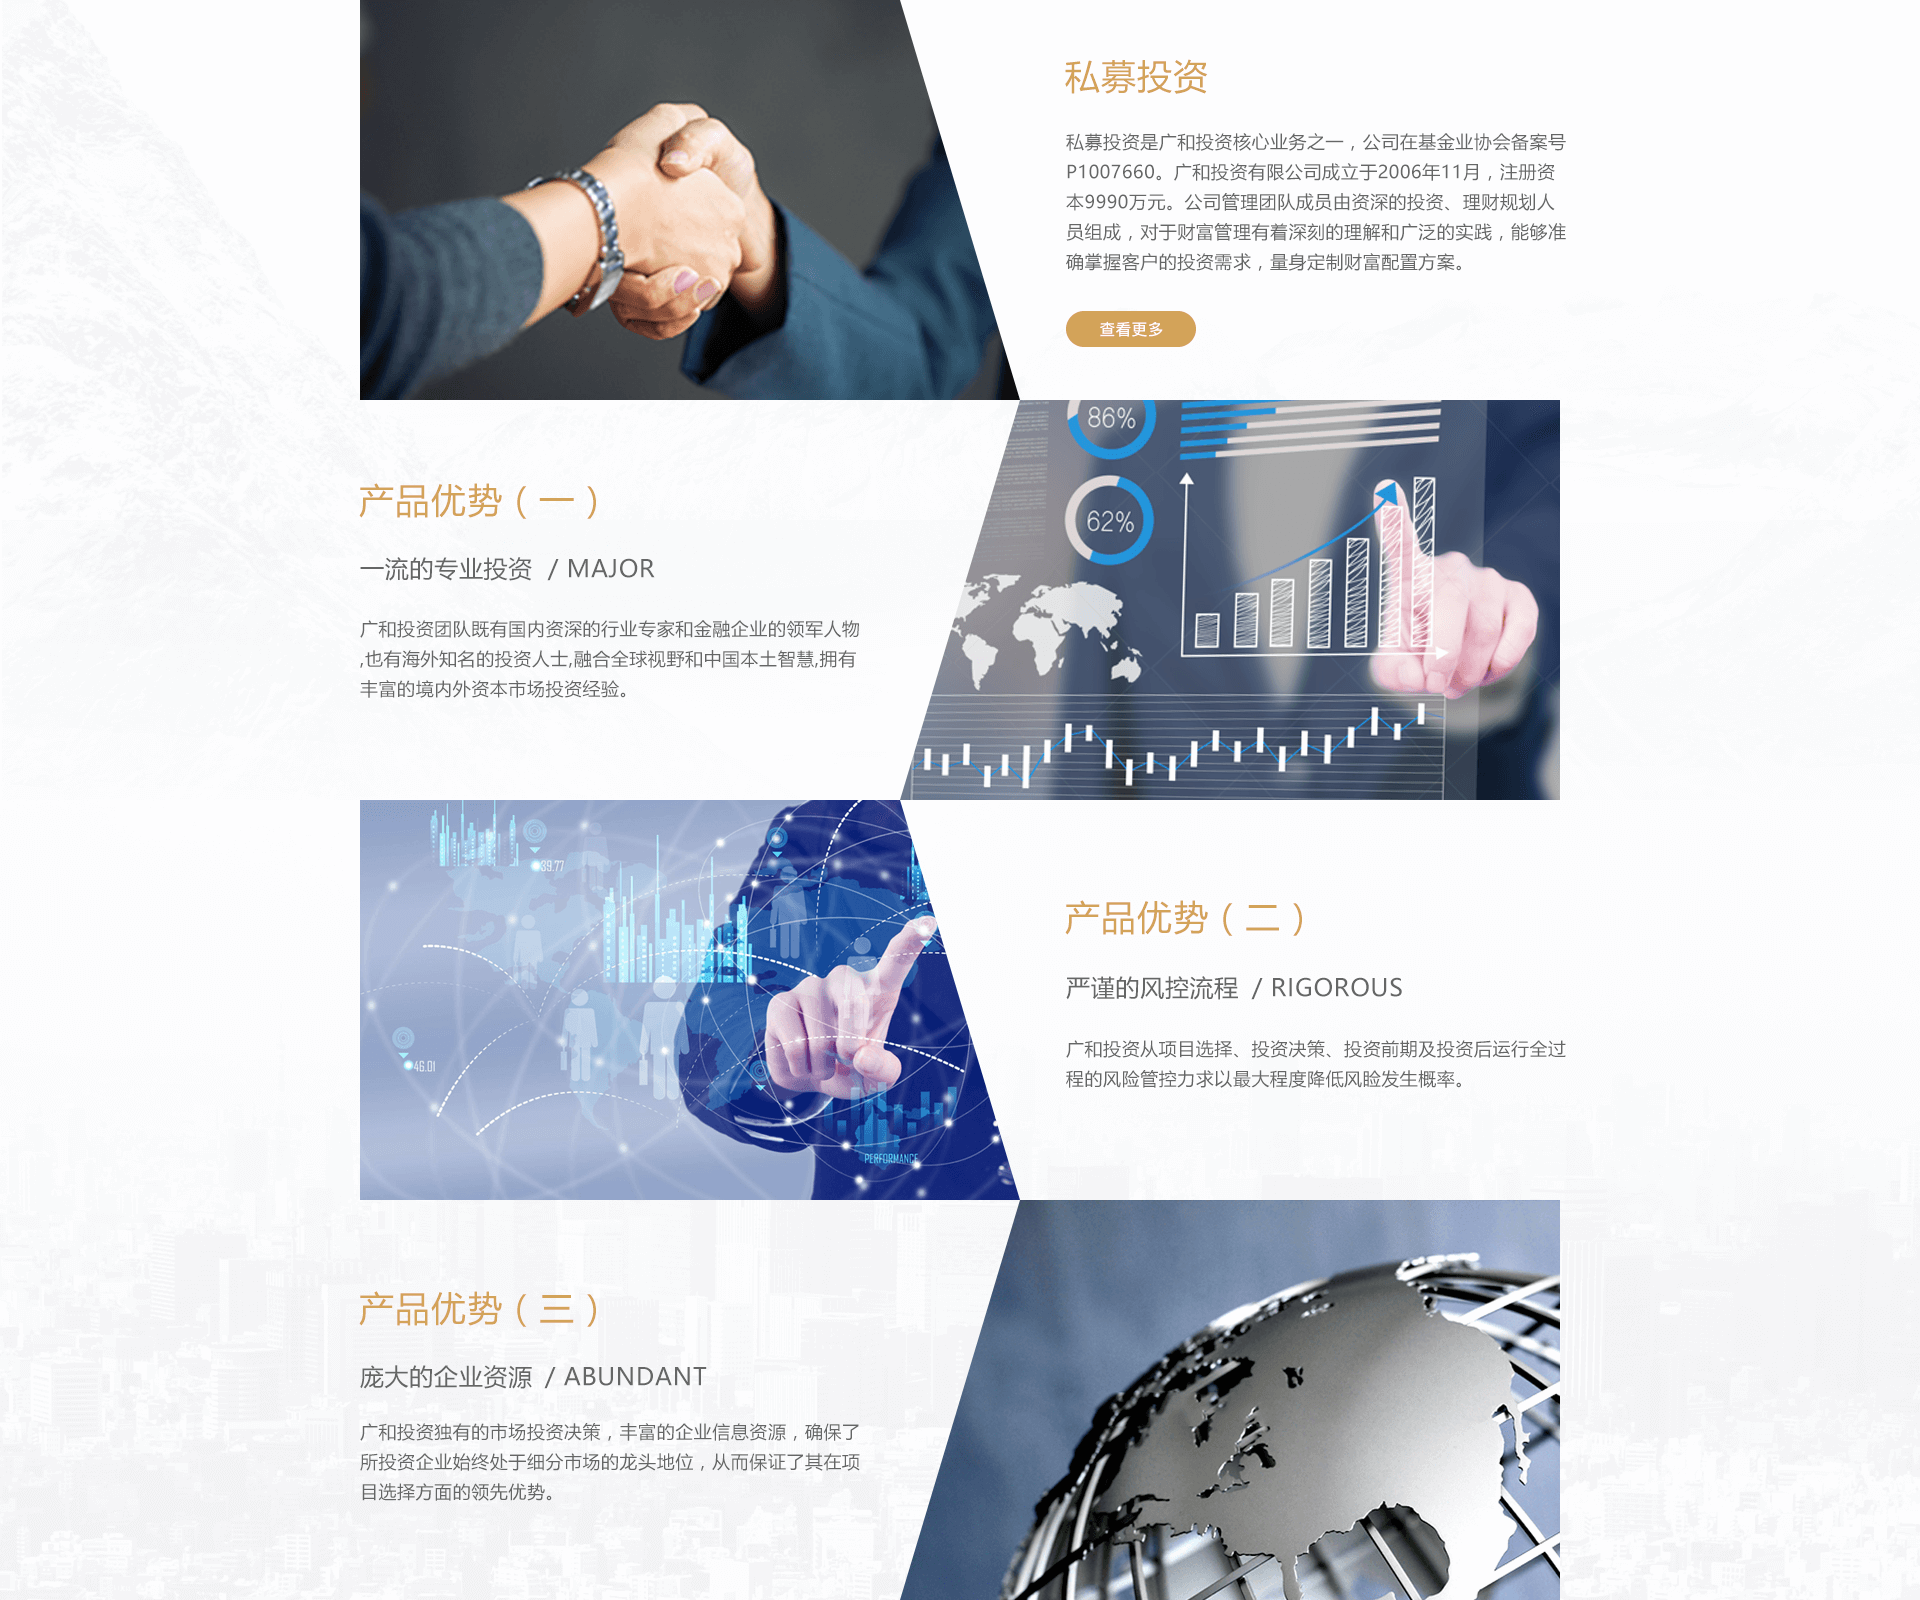 私募投资
私募投资是广和投资核心业务之一，公司在基金业协会备案号
P1007660。广和投资有限公司成立于2006年11月，注册资
本9990万元。公司管理团队成员由资深的投资、理财规划人
员组成，对于财富管理有着深刻的理解和广泛的实践，能够准
确掌握客户的投资需求，量身定制财富配置方案。
查看更多
产品优势（一）
一流的专业投资 / MAJOR
广和投资团队既有国内资深的行业专家和金融企业的领军人物
,也有海外知名的投资人士,融合全球视野和中国本土智慧,拥有
丰富的境内外资本市场投资经验。
86%
62%
39.77
46.01
PERFORMANCE
产品优势（二）
严谨的风控流程 / RIGOROUS
广和投资从项目选择、投资决策、投资前期及投资后运行全过
程的风险管控力求以最大程度降低风险发生概率。
产品优势（三）
庞大的企业资源 / ABUNDANT
广和投资独有的市场投资决策，丰富的企业信息资源，确保了
所投资企业始终处于细分市场的龙头地位，从而保证了其在项
目选择方面的领先优势。